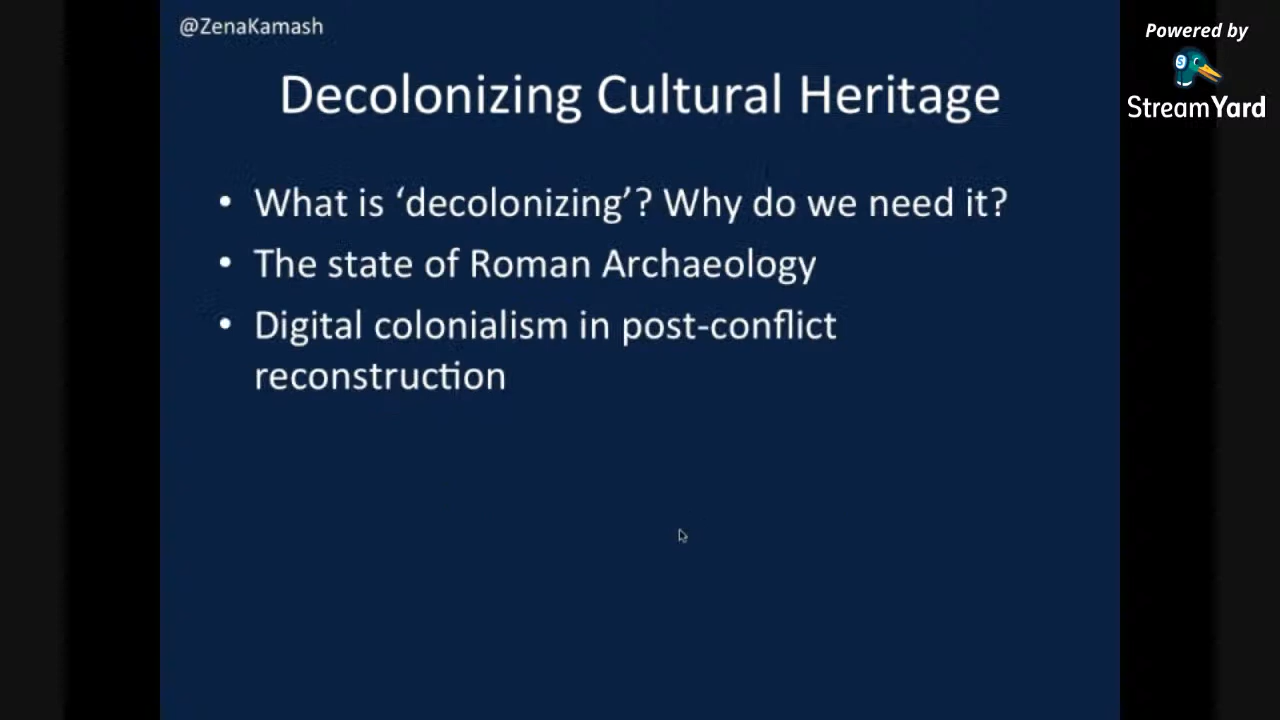 @ZenaKamash
Powered by
StreamYard
Decolonizing Cultural Heritage
• What is ‘decolonizing’? Why do we need it?
• The state of Roman Archaeology
• Digital colonialism in post-conflict
reconstruction